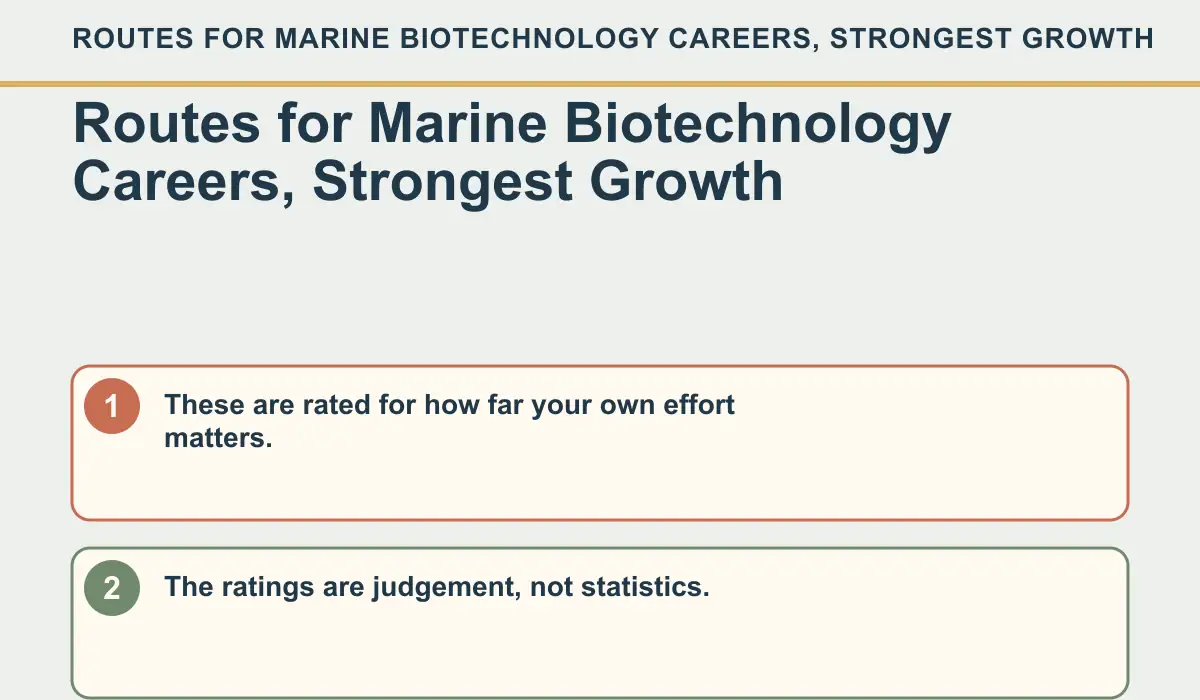 ROUTES FOR MARINE BIOTECHNOLOGY CAREERS, STRONGEST GROWTH
Routes for Marine Biotechnology
Careers, Strongest Growth
1
These are rated for how far your own effort
matters.
2
The ratings are judgement, not statistics.